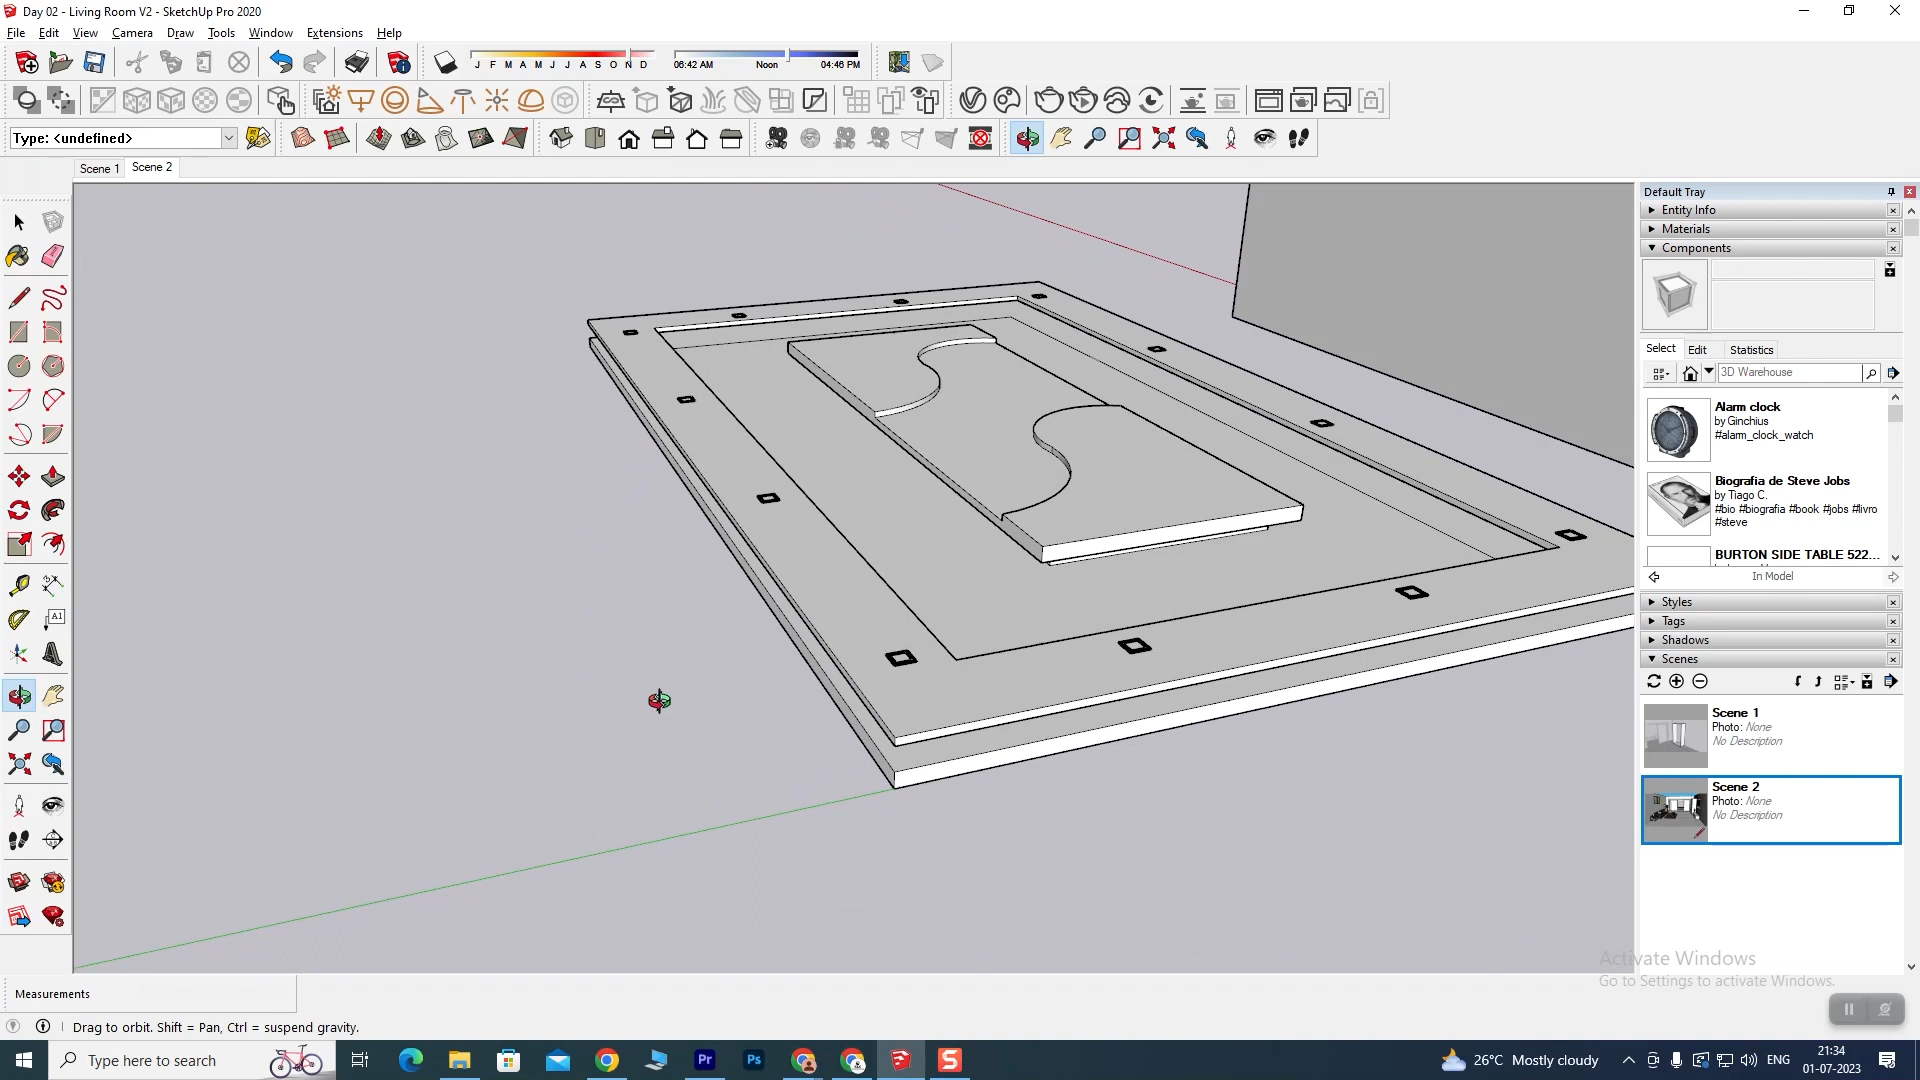 Day 02 - Living Room V2 - SketchUp Pro 2020
File Edit View Camera Draw Tools Window Extensions Help
J F M A M J J A S O N D 06:42 AM Noon 04:46 PM
Type: <undefined>
Scene 1 Scene 2
Default Tray
Entity Info
Materials
Components
Select Edit Statistics
3D Warehouse
Alarm clock
by Ginchius
#alarm_clock_watch
Biografia de Steve Jobs
by Tiago C.
#bio #biografia #book #jobs #livro
#steve
BURTON SIDE TABLE 522...
In Model
Styles
Tags
Shadows
Scenes
Scene 1
Photo: None
No Description
Scene 2
Photo: None
No Description
A1
Activate Windows
Go to Settings to activate Windows.
Measurements
Drag to orbit. Shift = Pan, Ctrl = suspend gravity.
Type here to search
Pr
Ps
S
26°C Mostly cloudy
ENG
21:34
01-07-2023